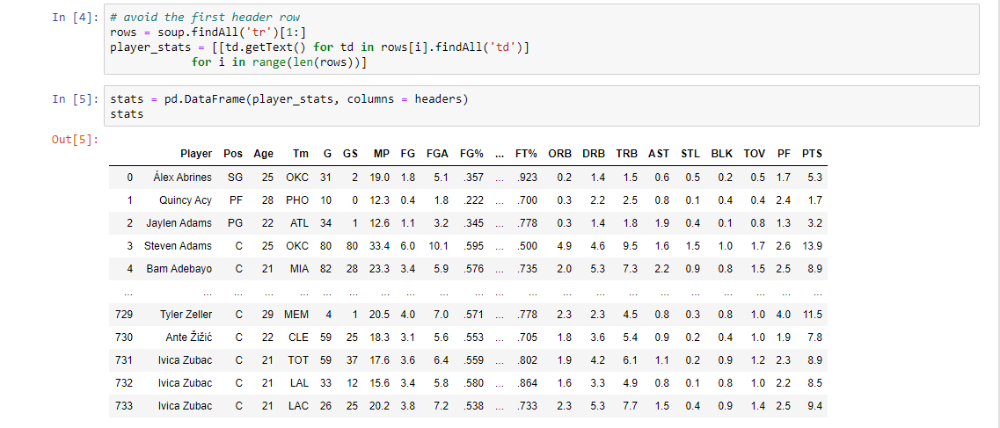 In [4]: # avoid the first header row
rows = soup.findAll('tr')[1:]
player_stats = [[td.getText() for td in rows[i].findAll('td')]
for i in range(len(rows))]
In [5]: stats = pd.DataFrame(player_stats, columns = headers)
stats
Out[5]:
Player Pos Age Tm G GS MP FG FGA FG% ... FT% ORB DRB TRB AST STL BLK TOV PF PTS
0 Álex Abrines SG 25 OKC 31 2 19.0 1.8 5.1 .357 ... .923 0.2 1.4 1.5 0.6 0.5 0.2 0.5 1.7 5.3
1 Quincy Acy PF 28 PHO 10 0 12.3 0.4 1.8 .222 ... .700 0.3 2.2 2.5 0.8 0.1 0.4 0.4 2.4 1.7
2 Jaylen Adams PG 22 ATL 34 1 12.6 1.1 3.2 .345 ... .778 0.3 1.4 1.8 1.9 0.4 0.1 0.8 1.3 3.2
3 Steven Adams C 25 OKC 80 80 33.4 6.0 10.1 .595 ... .500 4.9 4.6 9.5 1.6 1.5 1.0 1.7 2.6 13.9
4 Bam Adebayo C 21 MIA 82 28 23.3 3.4 5.9 .576 ... .735 2.0 5.3 7.3 2.2 0.9 0.8 1.5 2.5 8.9
... ... ... ... ... ... ... ... ... ... ... ... ... ... ... ... ... ... ... ... ... ...
729 Tyler Zeller C 29 MEM 4 1 20.5 4.0 7.0 .571 ... .778 2.3 2.3 4.5 0.8 0.3 0.8 1.0 4.0 11.5
730 Ante Žižić C 22 CLE 59 25 18.3 3.1 5.6 .553 ... .705 1.8 3.6 5.4 0.9 0.2 0.4 1.0 1.9 7.8
731 Ivica Zubac C 21 TOT 59 37 17.6 3.6 6.4 .559 ... .802 1.9 4.2 6.1 1.1 0.2 0.9 1.2 2.3 8.9
732 Ivica Zubac C 21 LAL 33 12 15.6 3.4 5.8 .580 ... .864 1.6 3.3 4.9 0.8 0.1 0.8 1.0 2.2 8.5
733 Ivica Zubac C 21 LAC 26 25 20.2 3.8 7.2 .538 ... .733 2.3 5.3 7.7 1.5 0.4 0.9 1.4 2.5 9.4